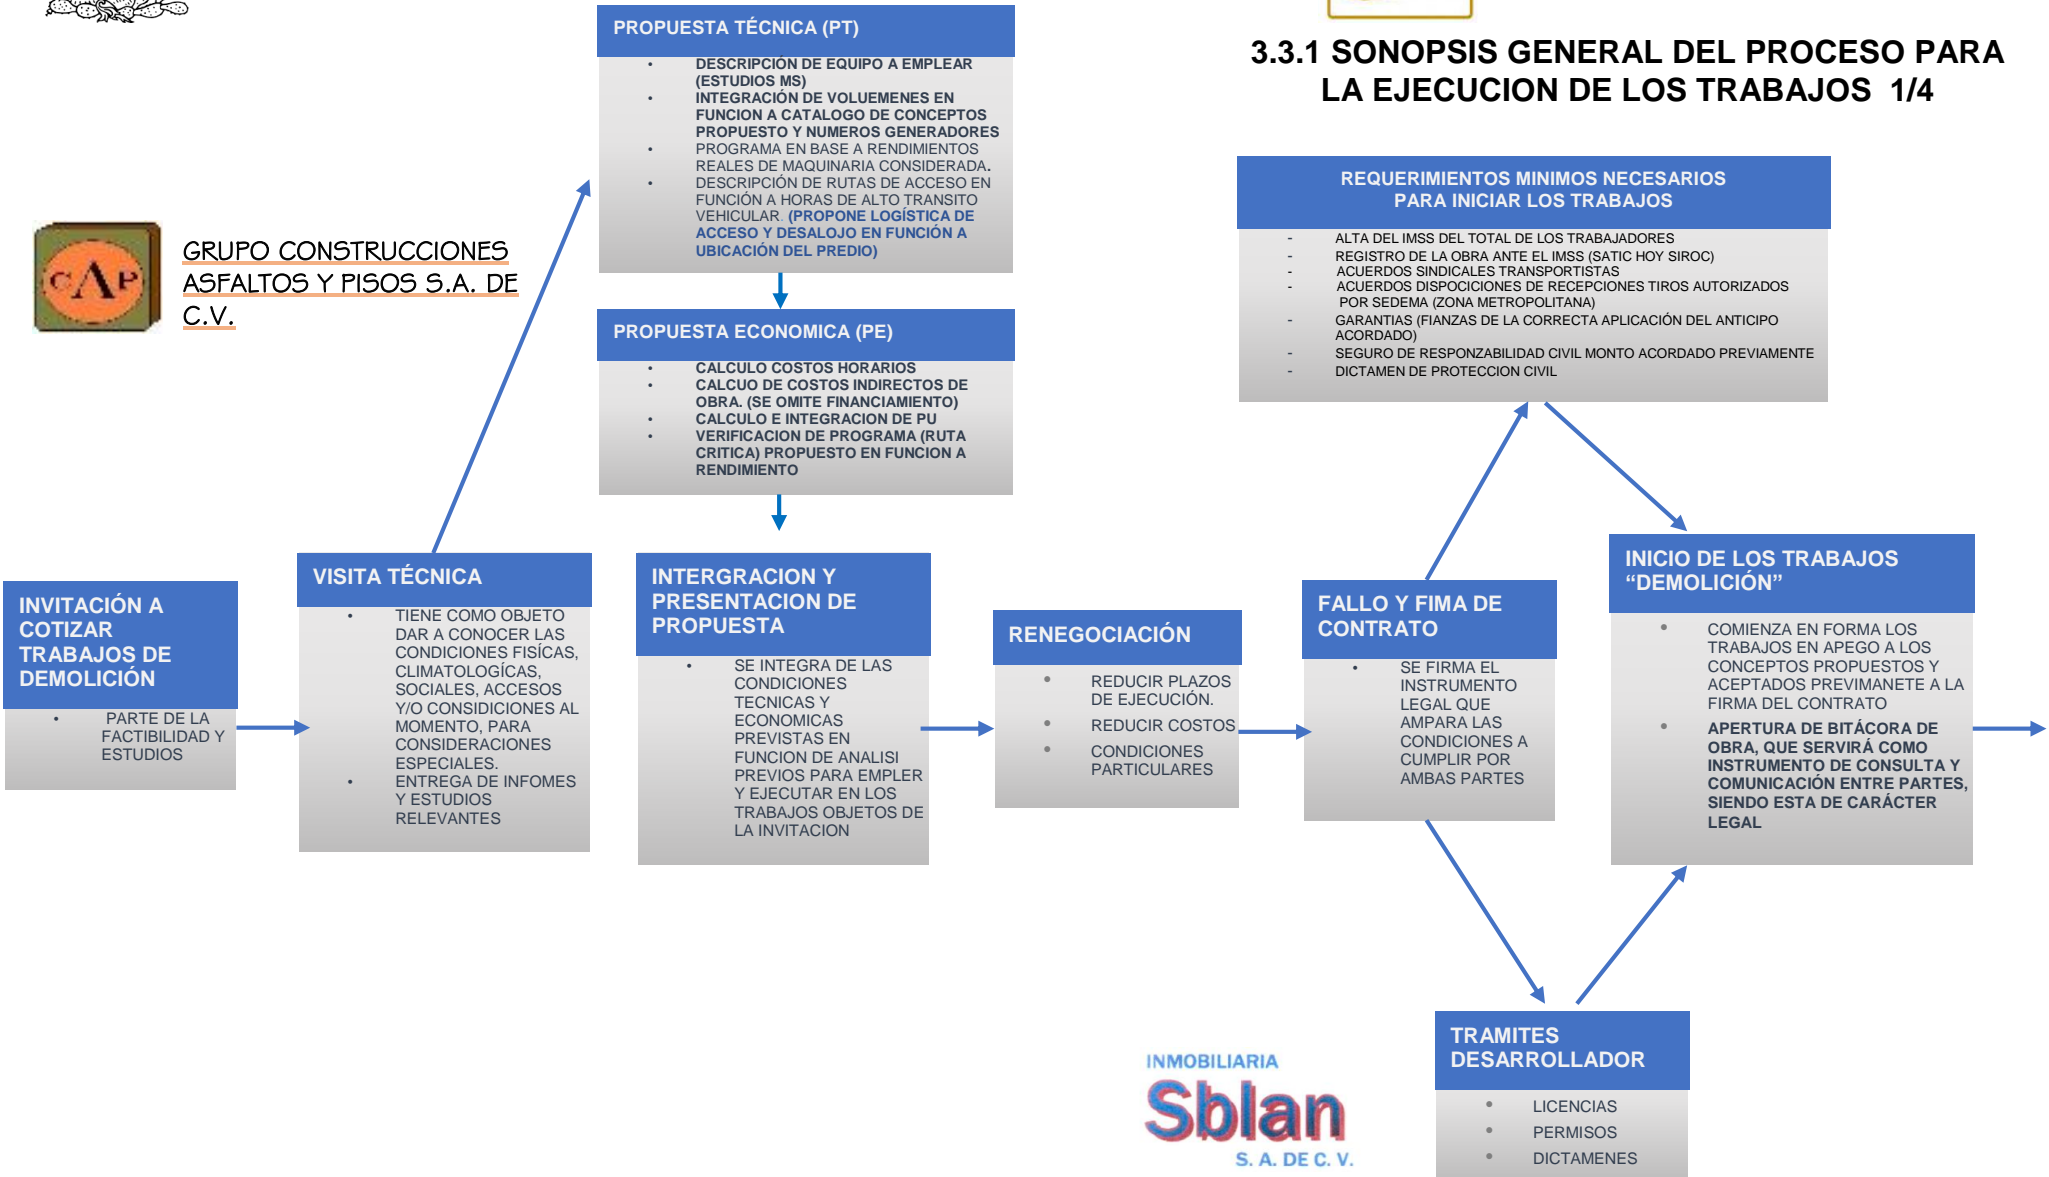 3.3.1 SONOPSIS GENERAL DEL PROCESO PARA
LA EJECUCION DE LOS TRABAJOS 1/4
GRUPO CONSTRUCCIONES
ASFALTOS Y PISOS S.A. DE
C.V.
CAP
INVITACIÓN A
COTIZAR
TRABAJOS DE
DEMOLICIÓN
• PARTE DE LA
FACTIBILIDAD Y
ESTUDIOS
VISITA TÉCNICA
• TIENE COMO OBJETO
DAR A CONOCER LAS
CONDICIONES FISÍCAS,
CLIMATOLOGÍCAS,
SOCIALES, ACCESOS
Y/O CONSIDICIONES AL
MOMENTO, PARA
CONSIDERACIONES
ESPECIALES.
• ENTREGA DE INFOMES
Y ESTUDIOS
RELEVANTES
PROPUESTA TÉCNICA (PT)
• DESCRIPCIÓN DE EQUIPO A EMPLEAR
(ESTUDIOS MS)
• INTEGRACIÓN DE VOLUEMENES EN
FUNCION A CATALOGO DE CONCEPTOS
PROPUESTO Y NUMEROS GENERADORES
• PROGRAMA EN BASE A RENDIMIENTOS
REALES DE MAQUINARIA CONSIDERADA.
• DESCRIPCIÓN DE RUTAS DE ACCESO EN
FUNCIÓN A HORAS DE ALTO TRANSITO
VEHICULAR. (PROPONE LOGÍSTICA DE
ACCESO Y DESALOJO EN FUNCIÓN A
UBICACIÓN DEL PREDIO)
PROPUESTA ECONOMICA (PE)
• CALCULO COSTOS HORARIOS
• CALCUO DE COSTOS INDIRECTOS DE
OBRA. (SE OMITE FINANCIAMIENTO)
• CALCULO E INTEGRACION DE PU
• VERIFICACION DE PROGRAMA (RUTA
CRITICA) PROPUESTO EN FUNCION A
RENDIMIENTO
INTERGRACION Y
PRESENTACION DE
PROPUESTA
• SE INTEGRA DE LAS
CONDICIONES
TECNICAS Y
ECONOMICAS
PREVISTAS EN
FUNCION DE ANALISI
PREVIOS PARA EMPLER
Y EJECUTAR EN LOS
TRABAJOS OBJETOS DE
LA INVITACION
RENEGOCIACIÓN
• REDUCIR PLAZOS
DE EJECUCIÓN.
• REDUCIR COSTOS
• CONDICIONES
PARTICULARES
FALLO Y FIMA DE
CONTRATO
• SE FIRMA EL
INSTRUMENTO
LEGAL QUE
AMPARA LAS
CONDICIONES A
CUMPLIR POR
AMBAS PARTES
REQUERIMIENTOS MINIMOS NECESARIOS
PARA INICIAR LOS TRABAJOS
- ALTA DEL IMSS DEL TOTAL DE LOS TRABAJADORES
- REGISTRO DE LA OBRA ANTE EL IMSS (SATIC HOY SIROC)
- ACUERDOS SINDICALES TRANSPORTISTAS
- ACUERDOS DISPOCICIONES DE RECEPCIONES TIROS AUTORIZADOS
POR SEDEMA (ZONA METROPOLITANA)
- GARANTIAS (FIANZAS DE LA CORRECTA APLICACIÓN DEL ANTICIPO
ACORDADO)
- SEGURO DE RESPONZABILIDAD CIVIL MONTO ACORDADO PREVIAMENTE
- DICTAMEN DE PROTECCION CIVIL
INICIO DE LOS TRABAJOS
“DEMOLICIÓN”
• COMIENZA EN FORMA LOS
TRABAJOS EN APEGO A LOS
CONCEPTOS PROPUESTOS Y
ACEPTADOS PREVIMANETE A LA
FIRMA DEL CONTRATO
• APERTURA DE BITÁCORA DE
OBRA, QUE SERVIRÁ COMO
INSTRUMENTO DE CONSULTA Y
COMUNICACIÓN ENTRE PARTES,
SIENDO ESTA DE CARÁCTER
LEGAL
TRAMITES
DESARROLLADOR
• LICENCIAS
• PERMISOS
• DICTAMENES
INMOBILIARIA
Sblan
S. A. DE C. V.